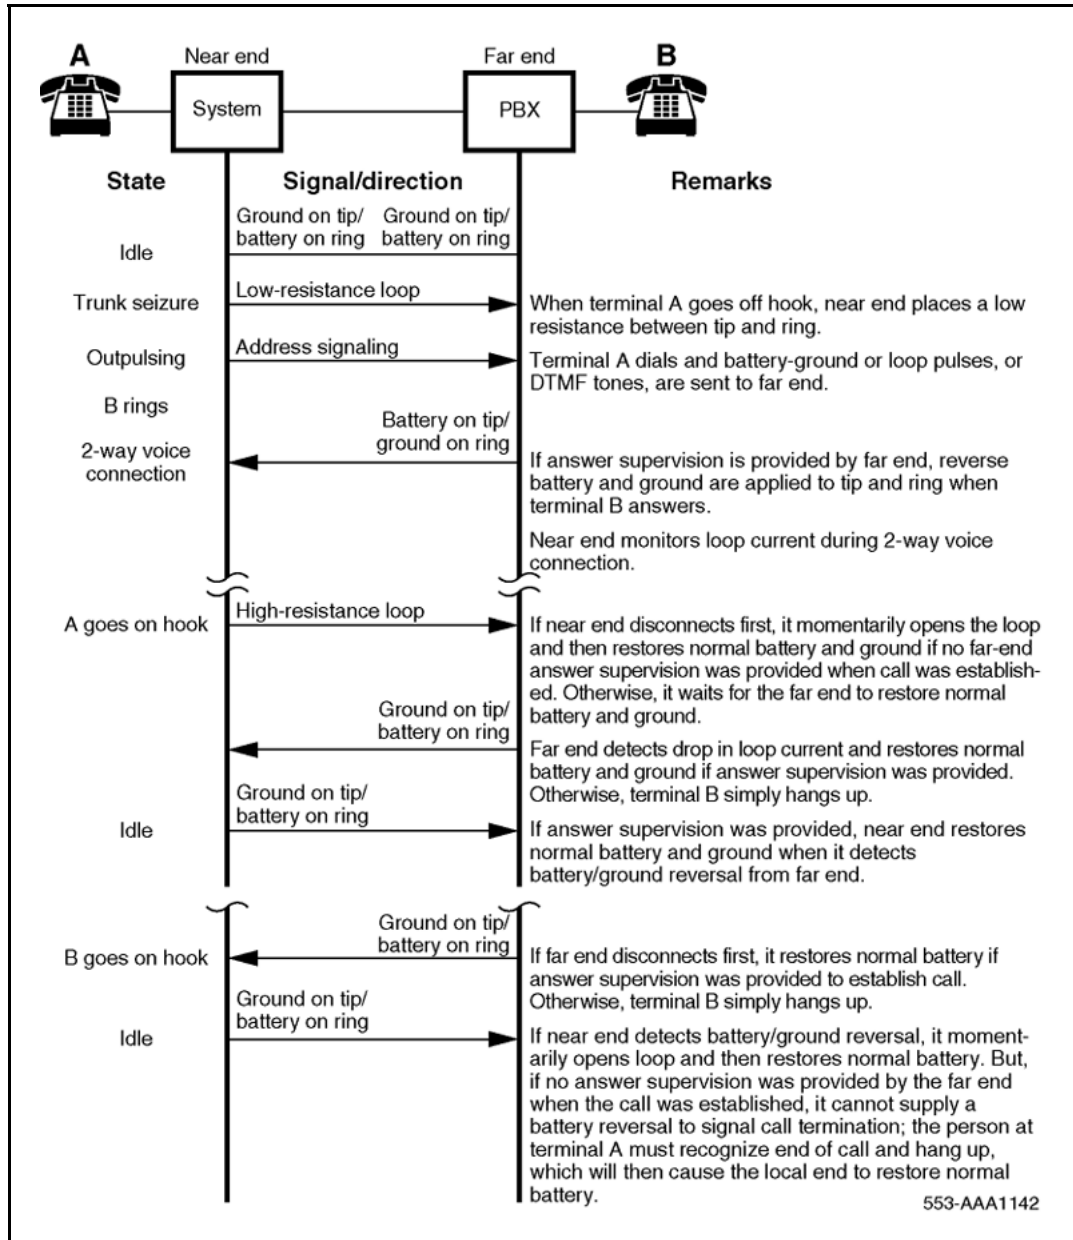 A
Near end
Far end
B
System
PBX
State
Signal/direction
Remarks
Ground on tip/
battery on ring
Ground on tip/
battery on ring
Idle
Trunk seizure
Low-resistance loop
When terminal A goes off hook, near end places a low
resistance between tip and ring.
Outpulsing
Address signaling
Terminal A dials and battery-ground or loop pulses, or
DTMF tones, are sent to far end.
B rings
Battery on tip/
ground on ring
2-way voice
connection
If answer supervision is provided by far end, reverse
battery and ground are applied to tip and ring when
terminal B answers.
Near end monitors loop current during 2-way voice
connection.
A goes on hook
High-resistance loop
If near end disconnects first, it momentarily opens the loop
and then restores normal battery and ground if no far-end
answer supervision was provided when call was establish-
ed. Otherwise, it waits for the far end to restore normal
battery and ground.
Ground on tip/
battery on ring
Far end detects drop in loop current and restores normal
battery and ground if answer supervision was provided.
Otherwise, terminal B simply hangs up.
Ground on tip/
battery on ring
Idle
If answer supervision was provided, near end restores
normal battery and ground when it detects
battery/ground reversal from far end.
Ground on tip/
battery on ring
B goes on hook
If far end disconnects first, it restores normal battery if
answer supervision was provided to establish call.
Otherwise, terminal B simply hangs up.
Ground on tip/
battery on ring
Idle
If near end detects battery/ground reversal, it moment-
arily opens loop and then restores normal battery. But,
if no answer supervision was provided by the far end
when the call was established, it cannot supply a
battery reversal to signal call termination; the person at
terminal A must recognize end of call and hang up,
which will then cause the local end to restore normal
battery.
553-AAA1142